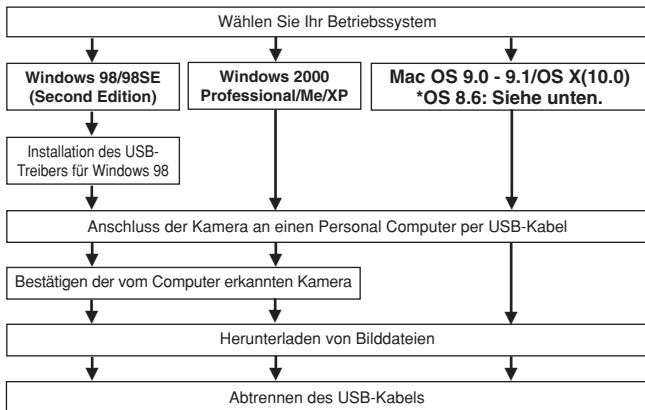 Wählen Sie Ihr Betriebssystem
Windows 98/98SE
(Second Edition)
Windows 2000
Professional/Me/XP
Mac OS 9.0 - 9.1/OS X(10.0)
*OS 8.6: Siehe unten.
Installation des USB-
Treibers für Windows 98
Anschluss der Kamera an einen Personal Computer per USB-Kabel
Bestätigen der vom Computer erkannten Kamera
Herunterladen von Bilddateien
Abtrennen des USB-Kabels